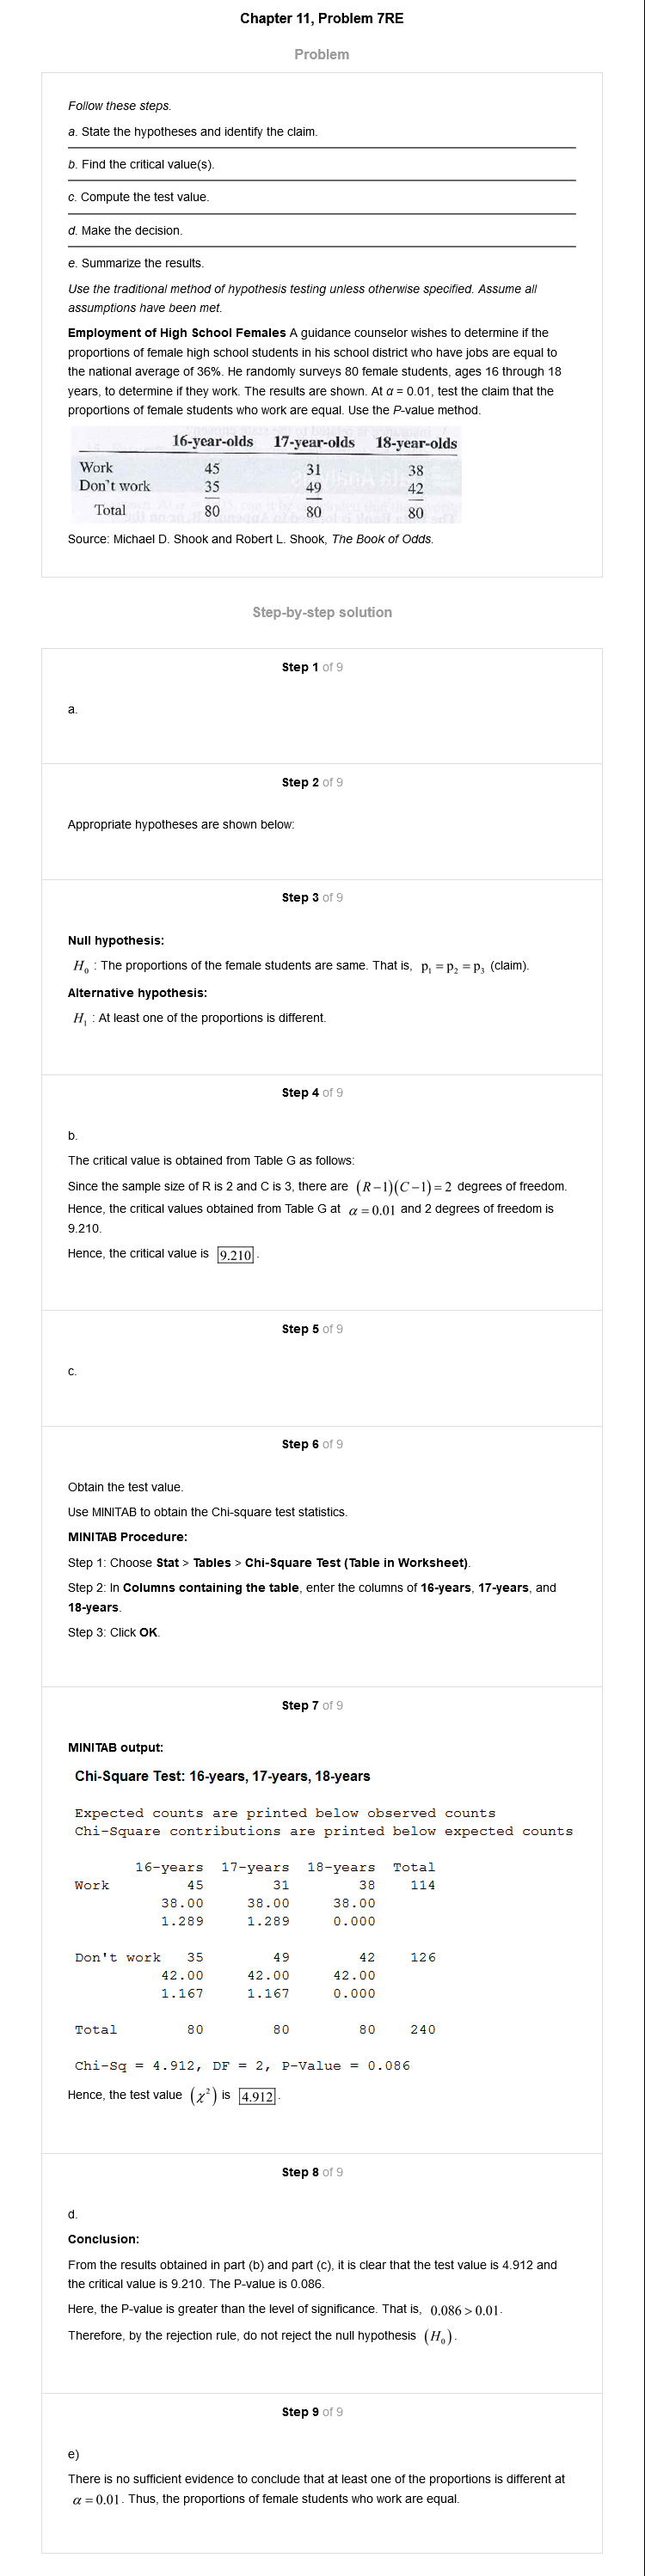 Chapter 11, Problem 7RE
Problem
Follow these steps.
a. State the hypotheses and identify the claim.
b. Find the critical value(s).
c. Compute the test value.
d. Make the decision.
e. Summarize the results.
Use the traditional method of hypothesis testing unless otherwise specified. Assume all
assumptions have been met.
Employment of High School Females A guidance counselor wishes to determine if the
proportions of female high school students in his school district who have jobs are equal to
the national average of 36%. He randomly surveys 80 female students, ages 16 through 18
years, to determine if they work. The results are shown. At α = 0.01, test the claim that the
proportions of female students who work are equal. Use the P-value method.
16-year-olds 17-year-olds 18-year-olds
Work 45 31 38
Don't work 35 49 42
Total 80 80 80
Source: Michael D. Shook and Robert L. Shook, The Book of Odds.
Step-by-step solution
Step 1 of 9
a.
Step 2 of 9
Appropriate hypotheses are shown below:
Step 3 of 9
Null hypothesis:
H₀ : The proportions of the female students are same. That is, p₁ = p₂ = p₃ (claim).
Alternative hypothesis:
H₁ : At least one of the proportions is different.
Step 4 of 9
b.
The critical value is obtained from Table G as follows:
Since the sample size of R is 2 and C is 3, there are (R−1)(C−1) = 2 degrees of freedom.
Hence, the critical values obtained from Table G at α = 0.01 and 2 degrees of freedom is
9.210.
Hence, the critical value is 9.210.
Step 5 of 9
c.
Step 6 of 9
Obtain the test value.
Use MINITAB to obtain the Chi-square test statistics.
MINITAB Procedure:
Step 1: Choose Stat > Tables > Chi-Square Test (Table in Worksheet).
Step 2: In Columns containing the table, enter the columns of 16-years, 17-years, and
18-years.
Step 3: Click OK.
Step 7 of 9
MINITAB output:
Chi-Square Test: 16-years, 17-years, 18-years
Expected counts are printed below observed counts
Chi-Square contributions are printed below expected counts
16-years 17-years 18-years Total
Work 45 31 38 114
38.00 38.00 38.00
1.289 1.289 0.000
Don't work 35 49 42 126
42.00 42.00 42.00
1.167 1.167 0.000
Total 80 80 80 240
Chi-Sq = 4.912, DF = 2, P-Value = 0.086
Hence, the test value (χ²) is 4.912.
Step 8 of 9
d.
Conclusion:
From the results obtained in part (b) and part (c), it is clear that the test value is 4.912 and
the critical value is 9.210. The P-value is 0.086.
Here, the P-value is greater than the level of significance. That is, 0.086 > 0.01.
Therefore, by the rejection rule, do not reject the null hypothesis (H₀).
Step 9 of 9
e)
There is no sufficient evidence to conclude that at least one of the proportions is different at
α = 0.01. Thus, the proportions of female students who work are equal.